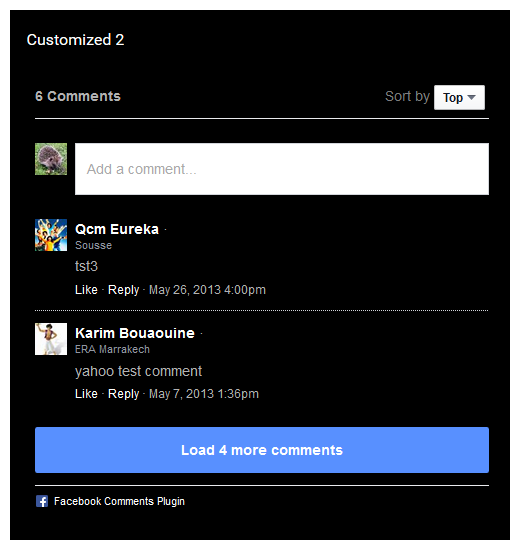 Customized 2
6 Comments Sort by Top
Add a comment...
Qcm Eureka ·
Sousse
tst3
Like · Reply · May 26, 2013 4:00pm
Karim Bouaouine ·
ERA Marrakech
yahoo test comment
Like · Reply · May 7, 2013 1:36pm
Load 4 more comments
Facebook Comments Plugin